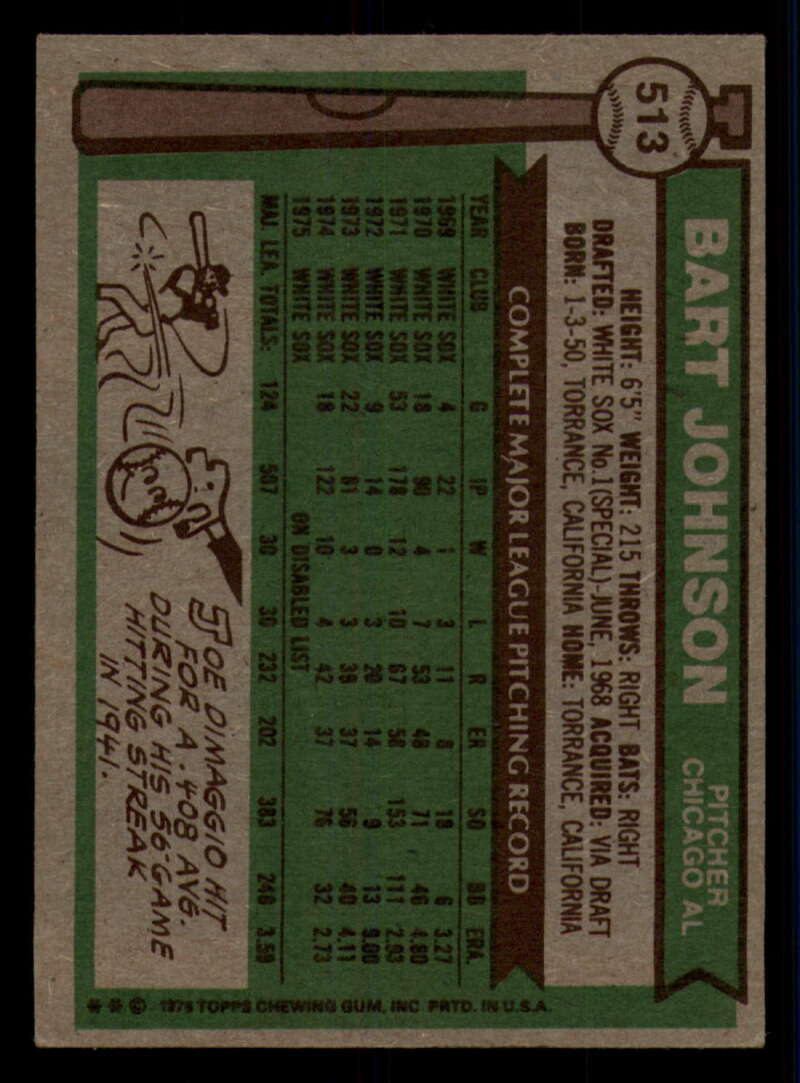 513
BART JOHNSON
PITCHER
CHICAGO AL
HEIGHT: 6'5" WEIGHT: 215 THROWS: RIGHT BATS: RIGHT
DRAFTED: WHITE SOX No.1(SPECIAL)-JUNE, 1968 ACQUIRED: VIA DRAFT
BORN: 1-3-50, TORRANCE, CALIFORNIA HOME: TORRANCE, CALIFORNIA
COMPLETE MAJOR LEAGUE PITCHING RECORD
YEAR CLUB G IP W L R ER SO BB ERA.
1969 WHITE SOX 4 22 1 3 11 8 18 6 3.27
1970 WHITE SOX 18 90 4 7 53 48 71 46 4.80
1971 WHITE SOX 53 178 12 10 67 58 153 111 2.93
1972 WHITE SOX 9 14 0 3 20 14 9 13 9.00
1973 WHITE SOX 22 81 3 3 39 37 56 40 4.11
1974 WHITE SOX 18 122 10 4 42 37 76 32 2.73
1975 WHITE SOX ON DISABLED LIST
MAJ. LEA. TOTALS: 124 507 30 30 232 202 383 248 3.59
JOE DIMAGGIO HIT
FOR A .408 AVG.
DURING HIS 56-GAME
HITTING STREAK
IN 1941.
* * © 1976 TOPPS CHEWING GUM, INC. PRTD. IN U.S.A.